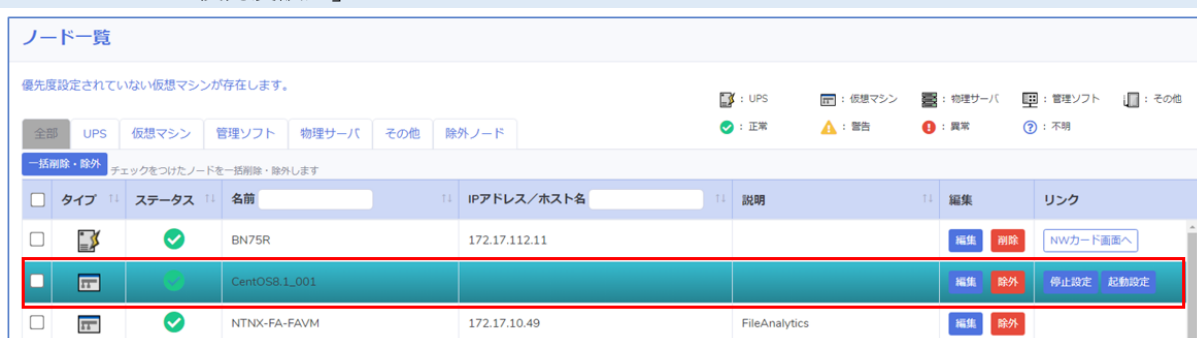 ノード一覧
優先度設定されていない仮想マシンが存在します。
：UPS ：仮想マシン ：物理サーバ ：管理ソフト ：その他
：正常 ：警告 ：異常 ：不明
全部 UPS 仮想マシン 管理ソフト 物理サーバ その他 除外ノード
一括削除・除外 チェックをつけたノードを一括削除・除外します
タイプ ステータス 名前 IPアドレス／ホスト名 説明 編集 リンク
BN75R 172.17.112.11 編集 削除 NWカード画面へ
CentOS8.1_001 編集 除外 停止設定 起動設定
NTNX-FA-FAVM 172.17.10.49 FileAnalytics 編集 除外